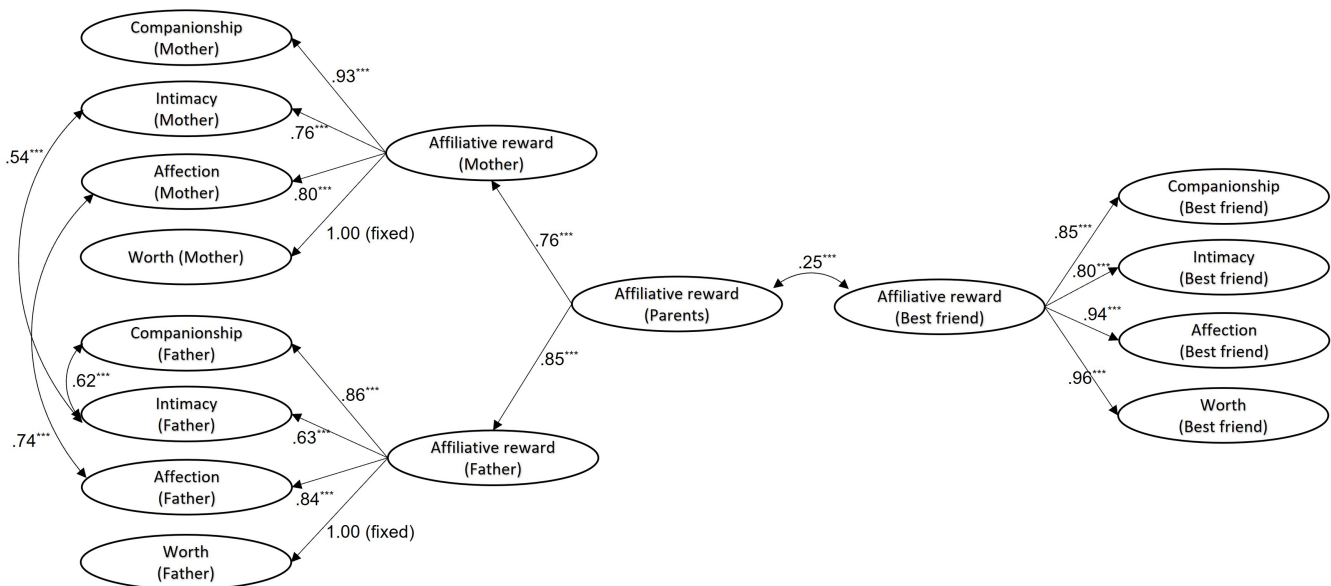 Companionship
(Mother)
.93***
Intimacy
(Mother)
.76***
Affiliative reward
(Mother)
.54***
Affection
(Mother)
.80***
1.00 (fixed)
Worth (Mother)
.76***
.25***
Affiliative reward
(Parents)
Affiliative reward
(Best friend)
Companionship
(Best friend)
.85***
Intimacy
(Best friend)
.80***
Affection
(Best friend)
.94***
Worth
(Best friend)
.96***
Companionship
(Father)
.85***
.62***
.86***
Intimacy
(Father)
.63***
Affiliative reward
(Father)
.74***
Affection
(Father)
.84***
1.00 (fixed)
Worth
(Father)